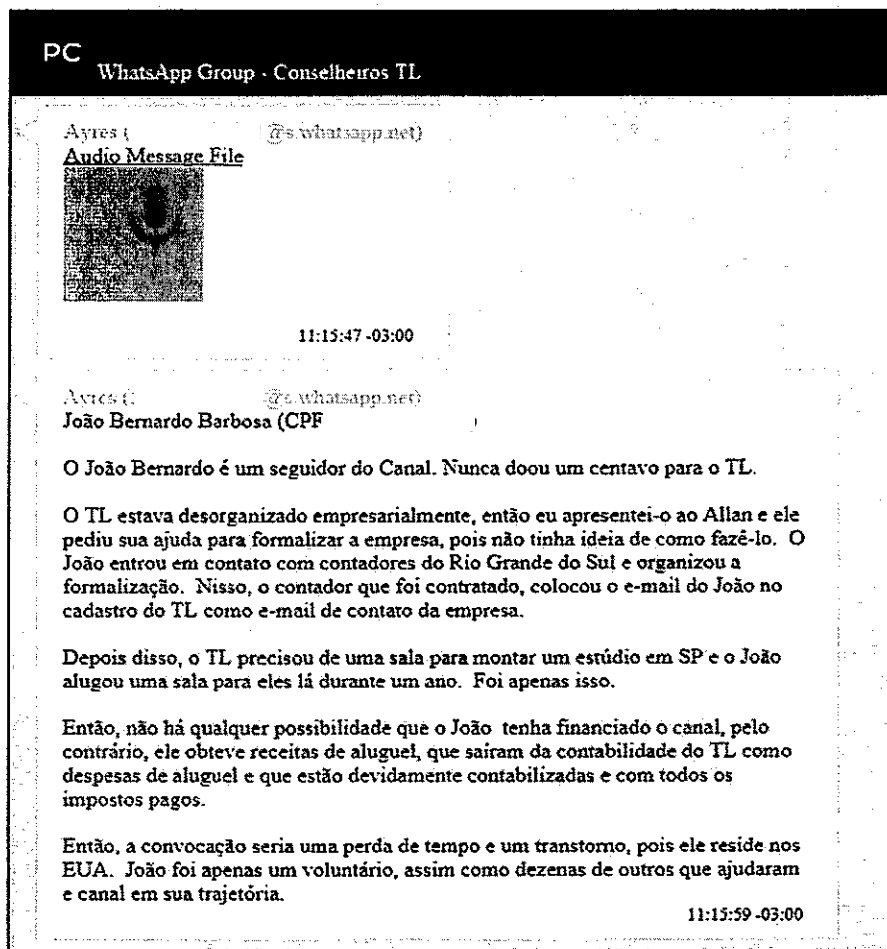 PC
WhatsApp Group - Conselheiros TL
Ayres ( @s.whatsapp.net)
Audio Message File
11:15:47 -03:00
Ayres ( @s.whatsapp.net)
João Bernardo Barbosa (CPF )
O João Bernardo é um seguidor do Canal. Nunca doou um centavo para o TL.
O TL estava desorganizado empresarialmente, então eu apresentei-o ao Allan e ele
pediu sua ajuda para formalizar a empresa, pois não tinha ideia de como fazê-lo. O
João entrou em contato com contadores do Rio Grande do Sul e organizou a
formalização. Nisso, o contador que foi contratado, colocou o e-mail do João no
cadastro do TL como e-mail de contato da empresa.
Depois disso, o TL precisou de uma sala para montar um estúdio em SP e o João
alugou uma sala para eles lá durante um ano. Foi apenas isso.
Então, não há qualquer possibilidade que o João tenha financiado o canal, pelo
contrário, ele obteve receitas de aluguel, que saíram da contabilidade do TL como
despesas de aluguel e que estão devidamente contabilizadas e com todos os
impostos pagos.
Então, a convocação seria uma perda de tempo e um transtorno, pois ele reside nos
EUA. João foi apenas um voluntário, assim como dezenas de outros que ajudaram
e canal em sua trajetória.
11:15:59 -03:00